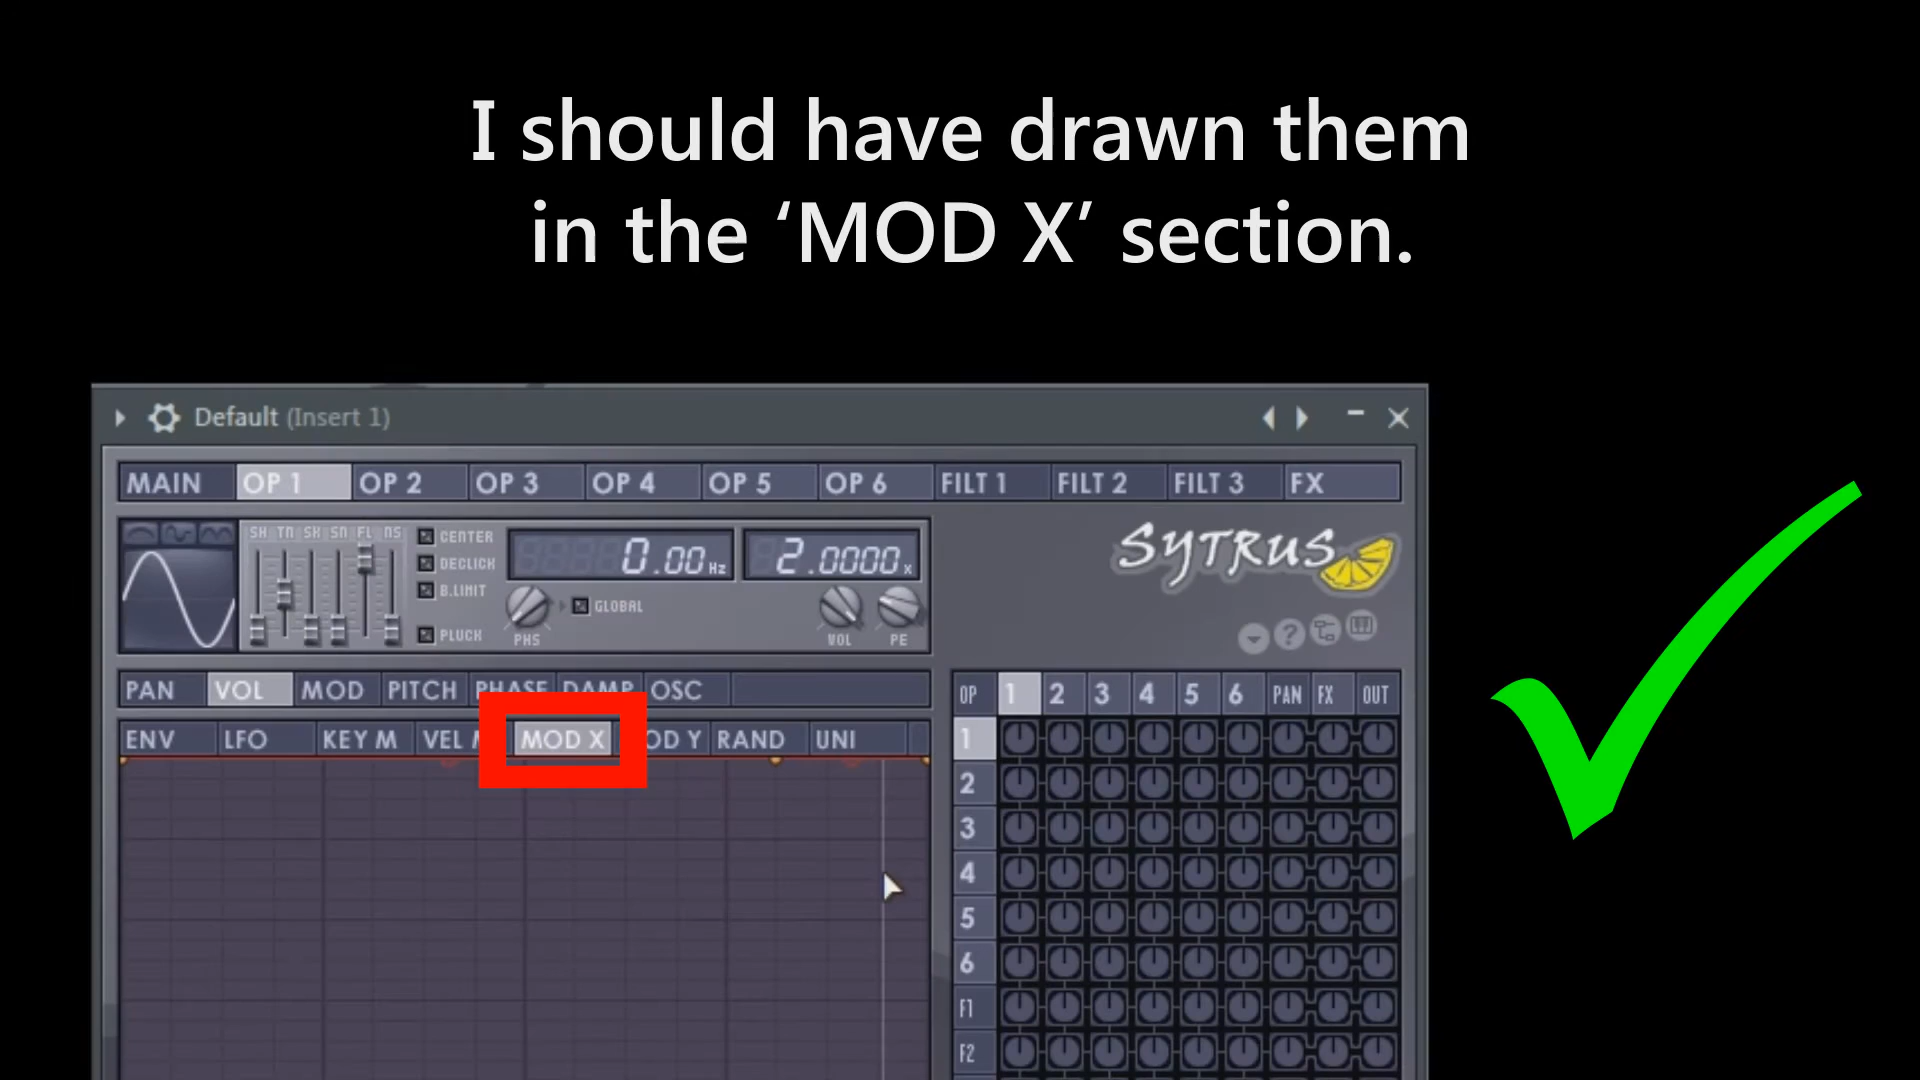 I should have drawn them
in the ‘MOD X’ section.
Default (Insert 1)
MAIN OP 1 OP 2 OP 3 OP 4 OP 5 OP 6 FILT 1 FILT 2 FILT 3 FX
SH TN SK SN FL NS
CENTER
DECLICK
B.LIMIT
PLUCK
0.00 Hz 2.0000 x
GLOBAL
PHS VOL PE
SYTRUS
?
PAN VOL MOD PITCH PHASE DAMP OSC
ENV LFO KEY M VEL MOD X OD Y RAND UNI
OP 1 2 3 4 5 6 PAN FX OUT
1
2
3
4
5
6
F1
F2